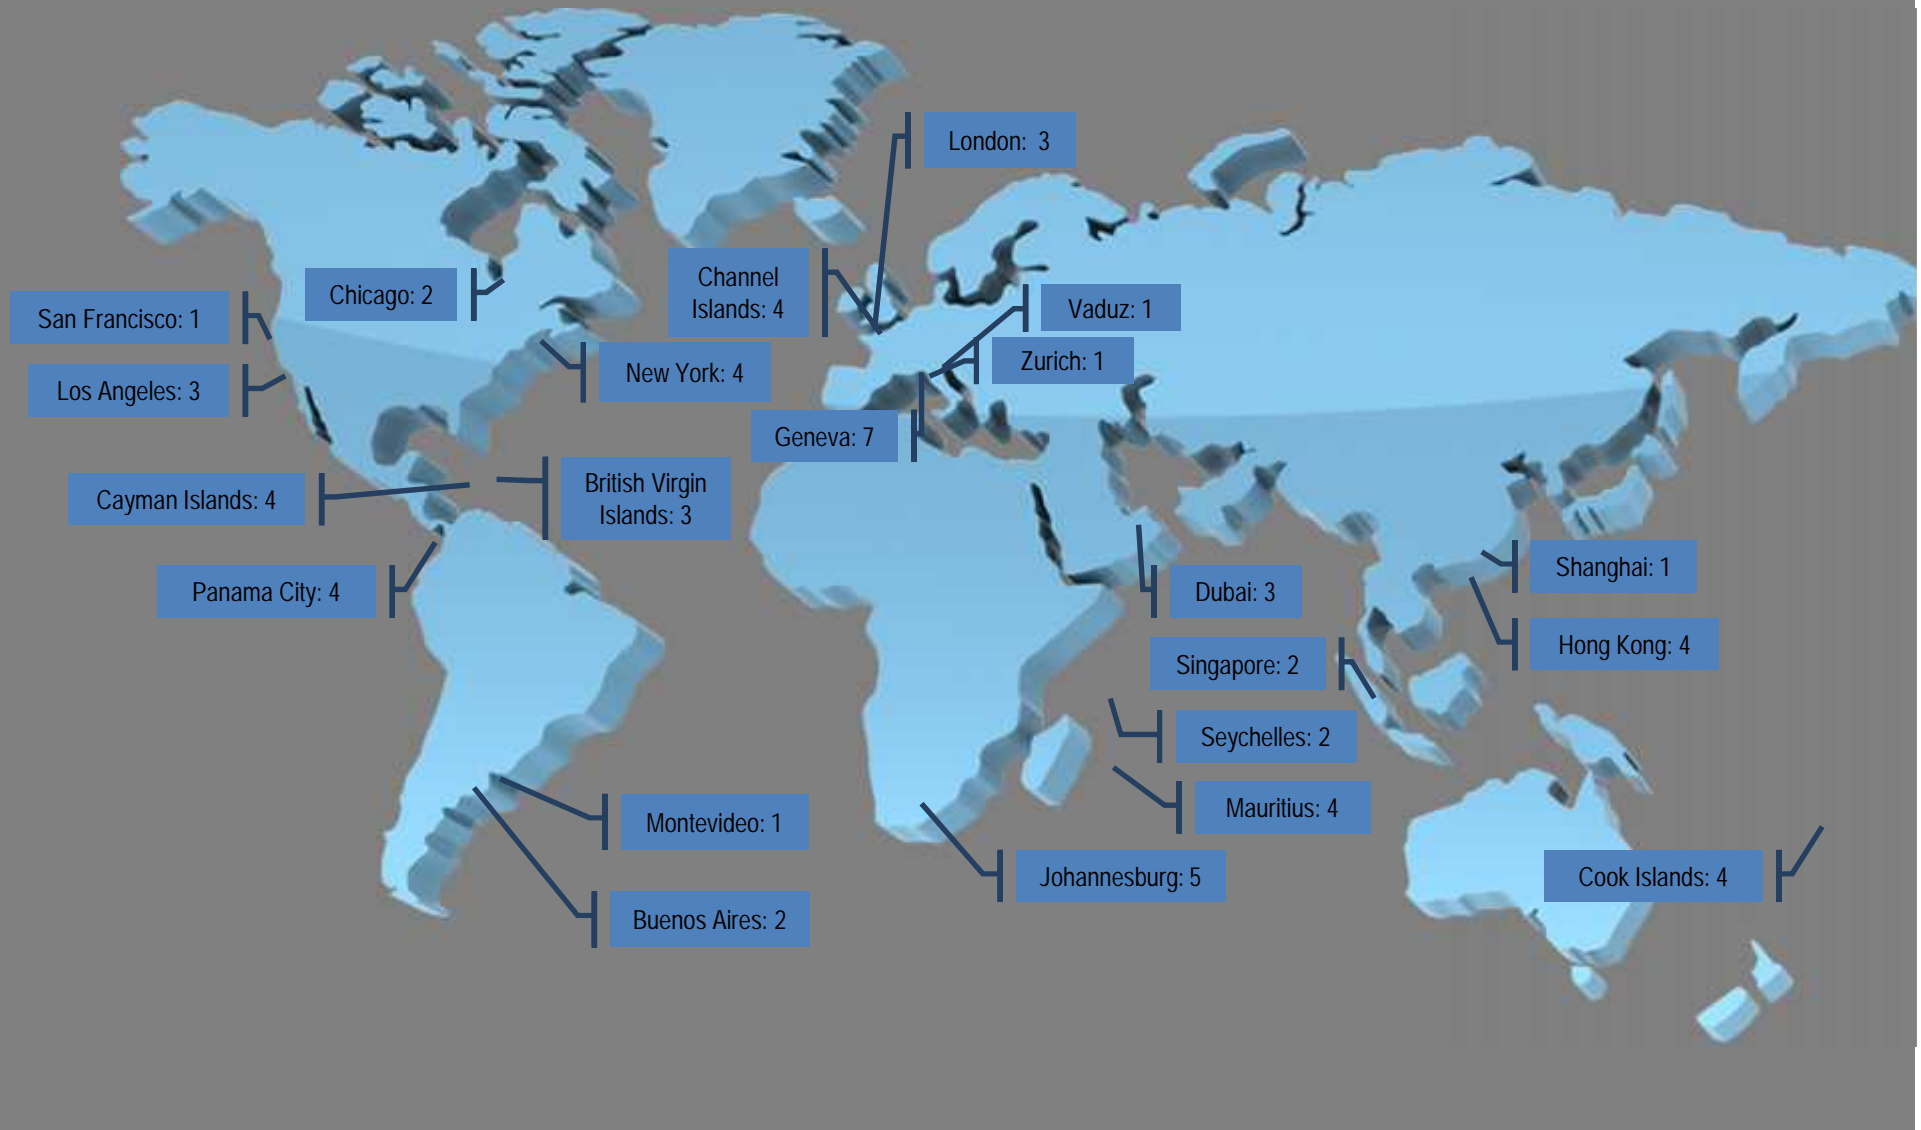 London: 3
Channel
Islands: 4
Chicago: 2
Vaduz: 1
San Francisco: 1
Zurich: 1
New York: 4
Los Angeles: 3
Geneva: 7
British Virgin
Islands: 3
Cayman Islands: 4
Shanghai: 1
Panama City: 4
Dubai: 3
Hong Kong: 4
Singapore: 2
Seychelles: 2
Mauritius: 4
Montevideo: 1
Johannesburg: 5
Cook Islands: 4
Buenos Aires: 2